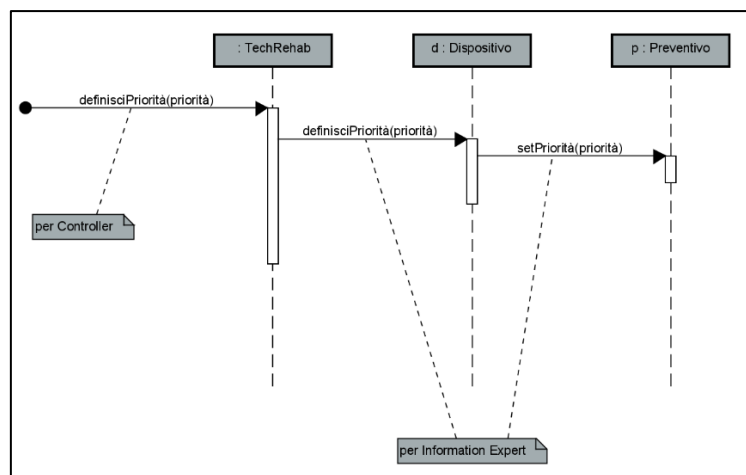 : TechRehab
d : Dispositivo
p : Preventivo
definisciPriorità(priorità)
definisciPriorità(priorità)
setPriorità(priorità)
per Controller
per Information Expert